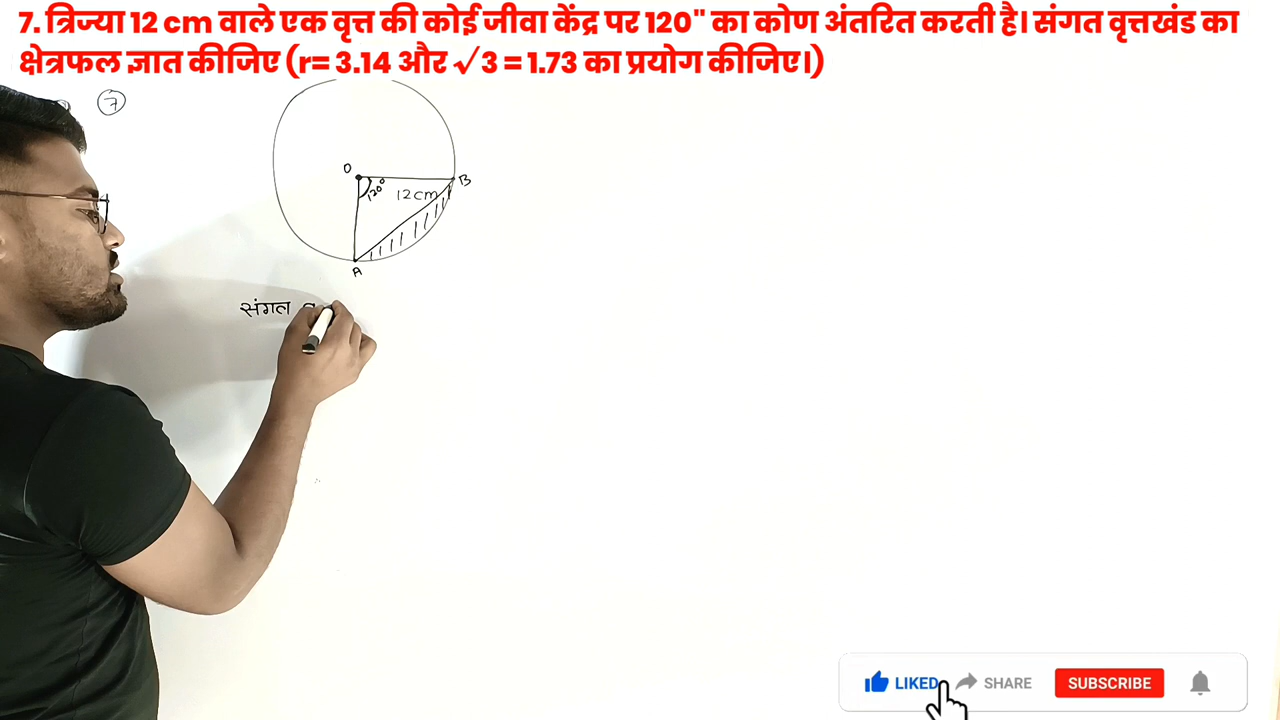 7. त्रिज्या 12 cm वाले एक वृत्त की कोई जीवा केंद्र पर 120" का कोण अंतरित करती है। संगत वृत्तखंड का
क्षेत्रफल ज्ञात कीजिए (r= 3.14 और √3 = 1.73 का प्रयोग कीजिए।)
7
O
120°
12cm
B
A
संगत
LIKED
SHARE
SUBSCRIBE